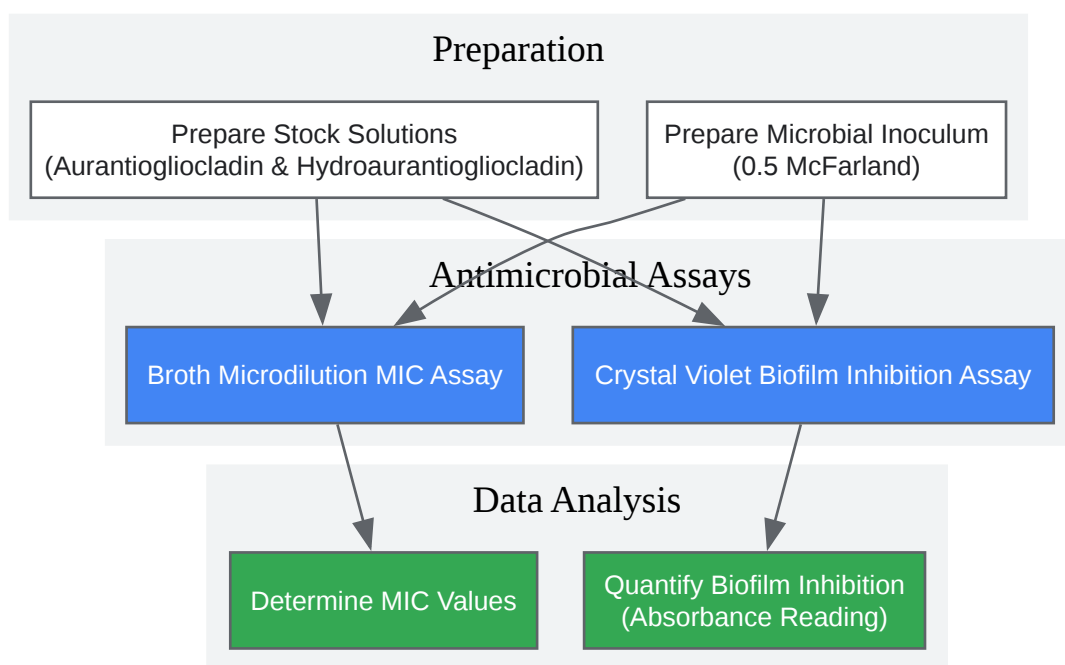 Preparation
Prepare Stock Solutions
(Aurantiogliocladin & Hydroaurantiogliocladin)
Prepare Microbial Inoculum
(0.5 McFarland)
Antimicrobial Assays
Broth Microdilution MIC Assay
Crystal Violet Biofilm Inhibition Assay
Data Analysis
Determine MIC Values
Quantify Biofilm Inhibition
(Absorbance Reading)